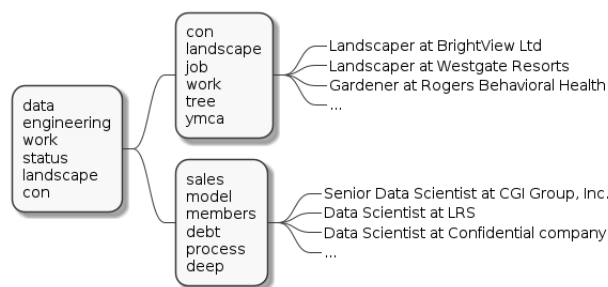 data
engineering
work
status
landscape
con
con
landscape
job
work
tree
ymca
Landscaper at BrightView Ltd
Landscaper at Westgate Resorts
Gardener at Rogers Behavioral Health
...
sales
model
members
debt
process
deep
Senior Data Scientist at CGI Group, Inc.
Data Scientist at LRS
Data Scientist at Confidential company
...